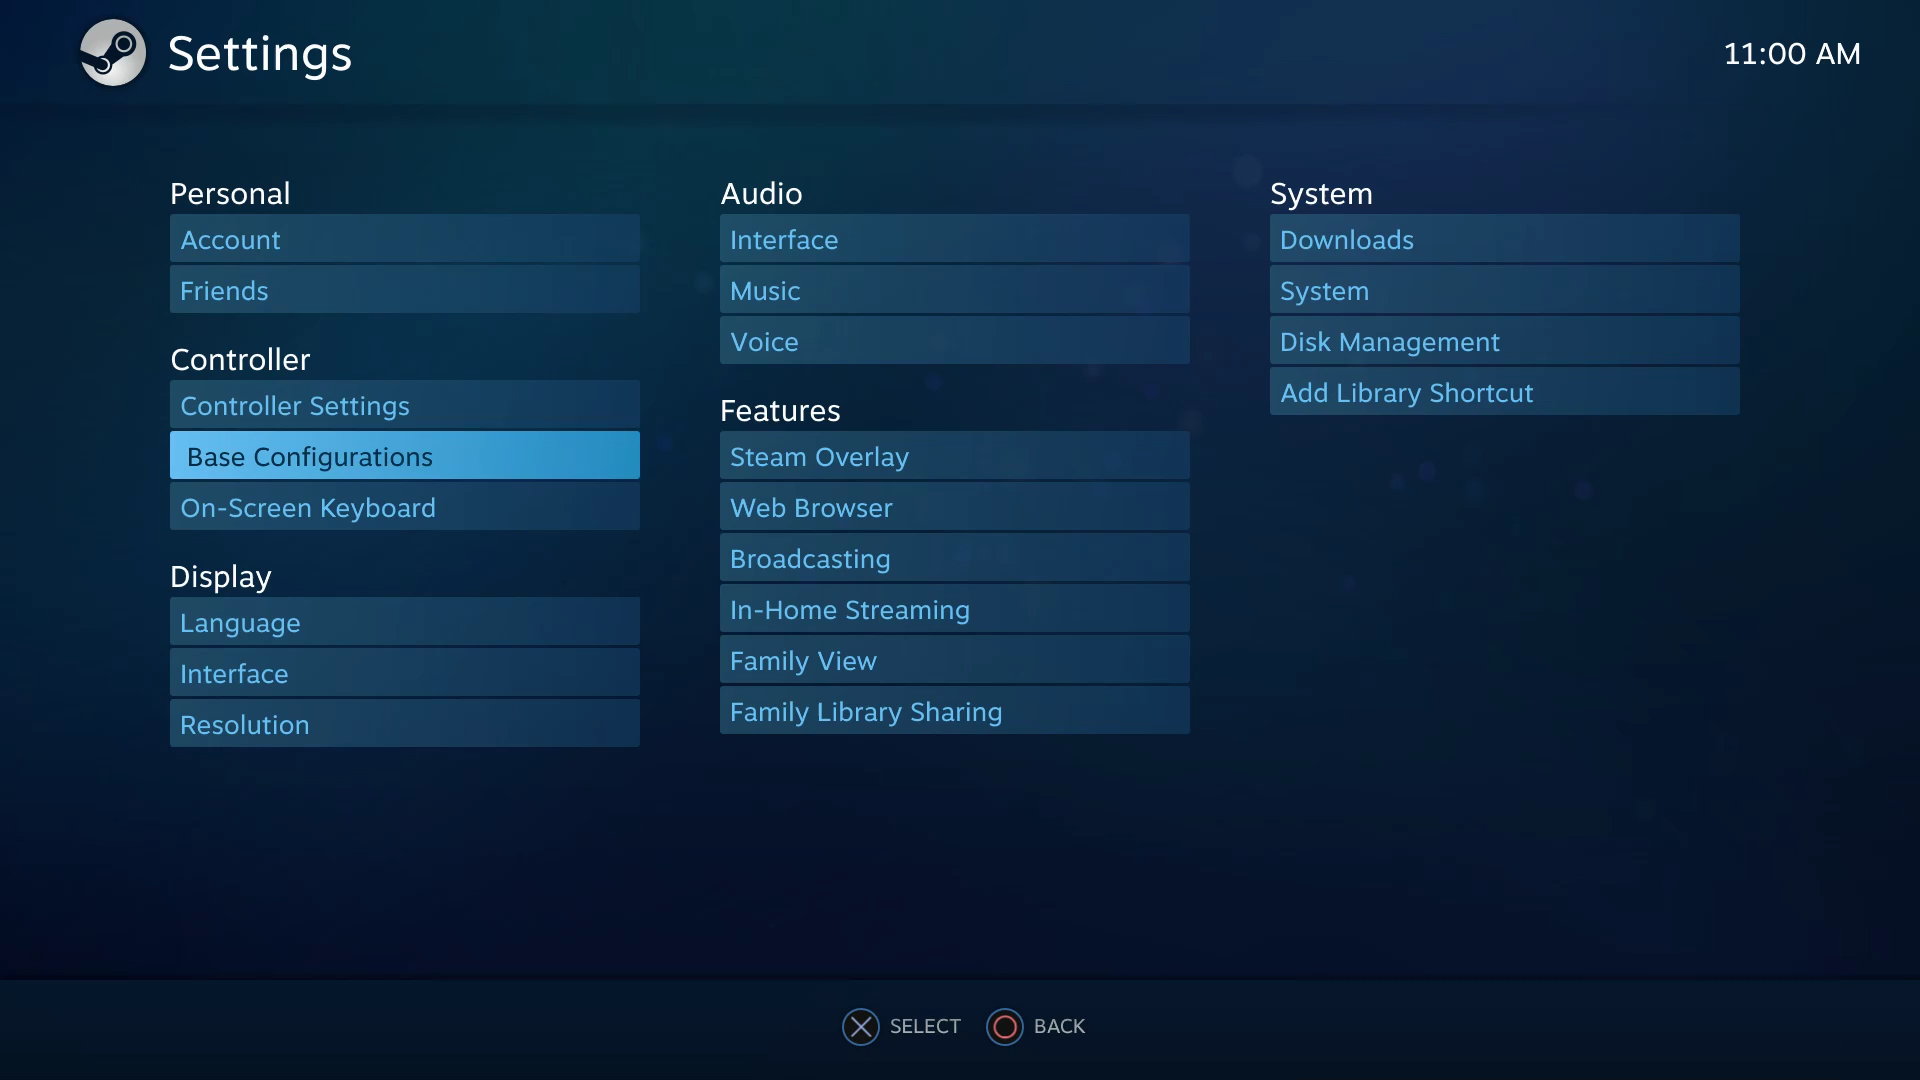 Settings
11:00 AM
Personal
Account
Friends
Controller
Controller Settings
Base Configurations
On-Screen Keyboard
Display
Language
Interface
Resolution
Audio
Interface
Music
Voice
Features
Steam Overlay
Web Browser
Broadcasting
In-Home Streaming
Family View
Family Library Sharing
System
Downloads
System
Disk Management
Add Library Shortcut
SELECT
BACK